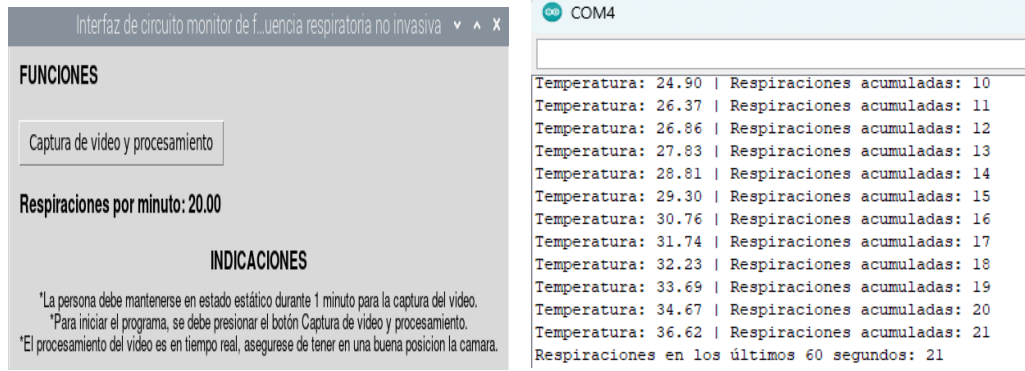 Interfaz de circuito monitor de f...uencia respiratoria no invasiva
FUNCIONES
Captura de video y procesamiento
Respiraciones por minuto: 20.00
INDICACIONES
*La persona debe mantenerse en estado estático durante 1 minuto para la captura del video.
*Para iniciar el programa, se debe presionar el botón Captura de video y procesamiento.
*El procesamiento del video es en tiempo real, asegurese de tener en una buena posicion la camara.
COM4
Temperatura: 24.90 | Respiraciones acumuladas: 10
Temperatura: 26.37 | Respiraciones acumuladas: 11
Temperatura: 26.86 | Respiraciones acumuladas: 12
Temperatura: 27.83 | Respiraciones acumuladas: 13
Temperatura: 28.81 | Respiraciones acumuladas: 14
Temperatura: 29.30 | Respiraciones acumuladas: 15
Temperatura: 30.76 | Respiraciones acumuladas: 16
Temperatura: 31.74 | Respiraciones acumuladas: 17
Temperatura: 32.23 | Respiraciones acumuladas: 18
Temperatura: 33.69 | Respiraciones acumuladas: 19
Temperatura: 34.67 | Respiraciones acumuladas: 20
Temperatura: 36.62 | Respiraciones acumuladas: 21
Respiraciones en los últimos 60 segundos: 21